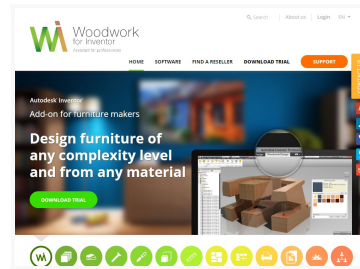 Search
About us
Login
EN
Woodwork
for Inventor
HOME
SOFTWARE
FIND A RESELLER
DOWNLOAD TRIAL
SUPPORT
Autodesk Inventor
Add-on for furniture makers
Design furniture of
any complexity level
and from any material
DOWNLOAD TRIAL